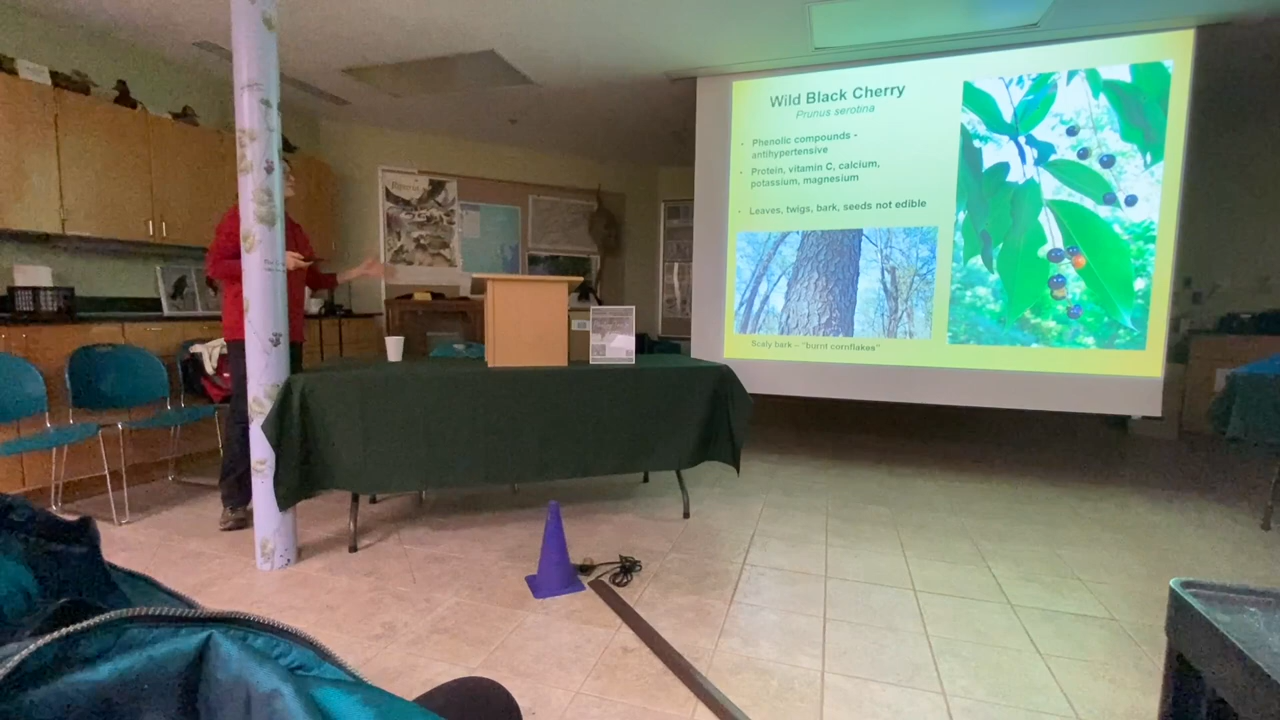 Wild Black Cherry
Prunus serotina
• Phenolic compounds -
antihypertensive
• Protein, vitamin C, calcium,
potassium, magnesium
• Leaves, twigs, bark, seeds not edible
Scaly bark – "burnt cornflakes"